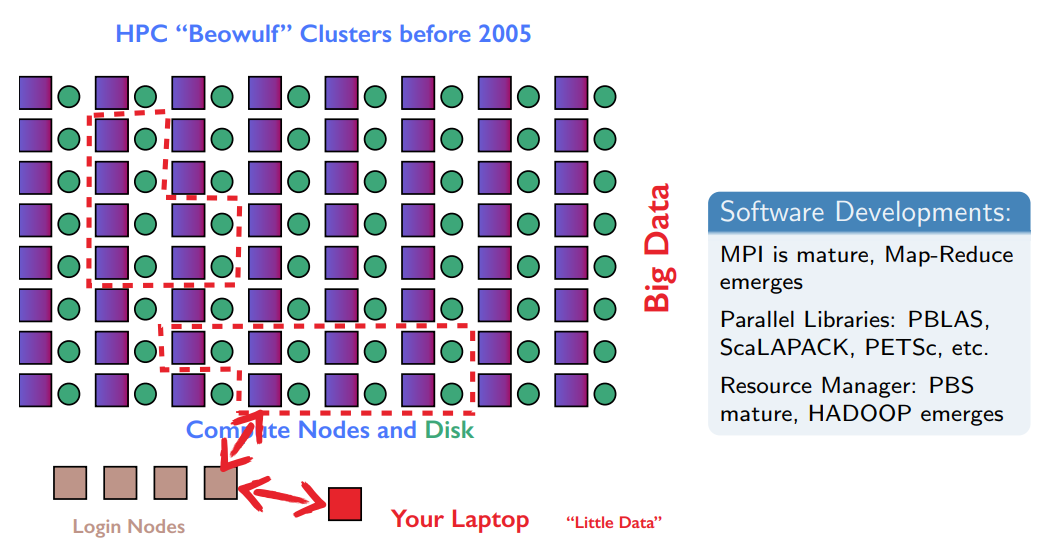 HPC “Beowulf” Clusters before 2005
Big Data
Compute Nodes and Disk
Login Nodes
Your Laptop
“Little Data”
Software Developments:
MPI is mature, Map-Reduce
emerges
Parallel Libraries: PBLAS,
ScaLAPACK, PETSc, etc.
Resource Manager: PBS
mature, HADOOP emerges